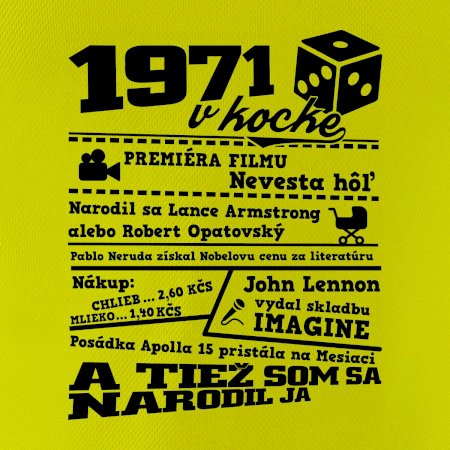 1971
v kocke
PREMIÉRA FILMU
Nevesta hôľ
Narodil sa Lance Armstrong
alebo Robert Opatovský
Pablo Neruda získal Nobelovu cenu za literatúru
Nákup:
CHLIEB ... 2,60 KČS
MLIEKO ... 1,40 KČS
John Lennon
vydal skladbu
IMAGINE
Posádka Apolla 15 pristála na Mesiaci
A TIEŽ SOM SA
NARODIL JA